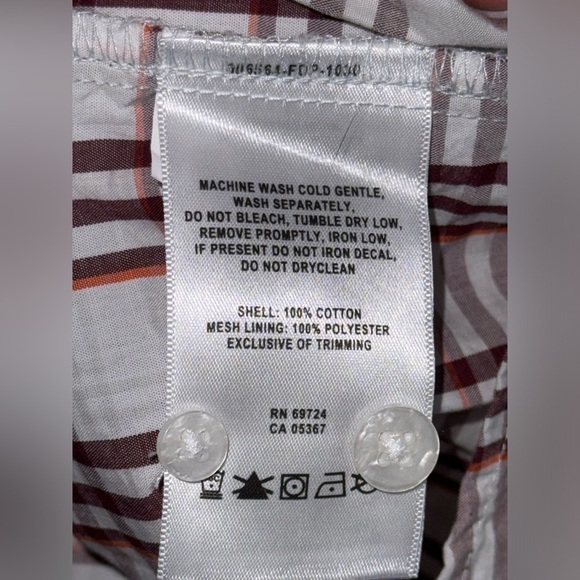 MACHINE WASH COLD GENTLE,
WASH SEPARATELY,
DO NOT BLEACH, TUMBLE DRY LOW,
REMOVE PROMPTLY, IRON LOW,
IF PRESENT DO NOT IRON DECAL,
DO NOT DRYCLEAN
SHELL: 100% COTTON
MESH LINING: 100% POLYESTER
EXCLUSIVE OF TRIMMING
RN 69724
CA 05367